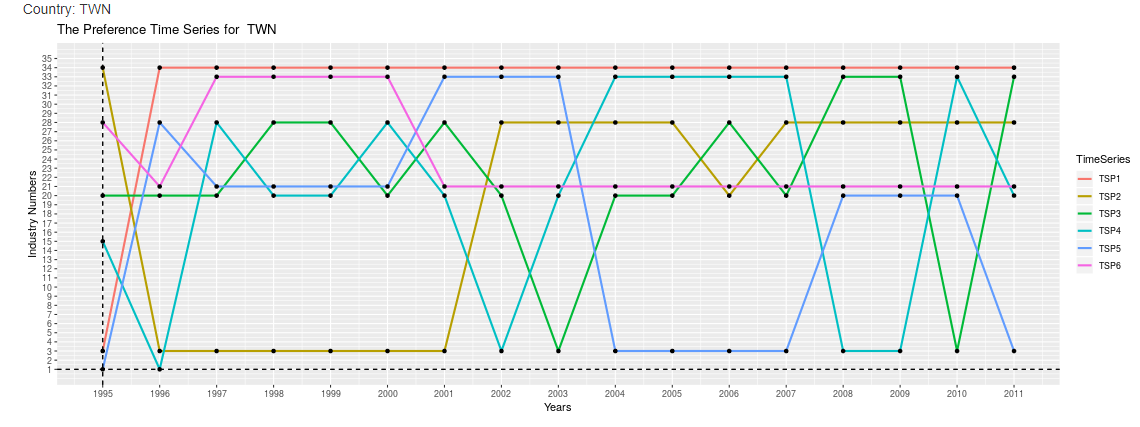 Country: TWN
The Preference Time Series for TWN
Industry Numbers
35
34
33
32
31
30
29
28
27
26
25
24
23
22
21
20
19
18
17
16
15
14
13
12
11
10
9
8
7
6
5
4
3
2
1
1995 1996 1997 1998 1999 2000 2001 2002 2003 2004 2005 2006 2007 2008 2009 2010 2011
Years
TimeSeries
TSP1
TSP2
TSP3
TSP4
TSP5
TSP6